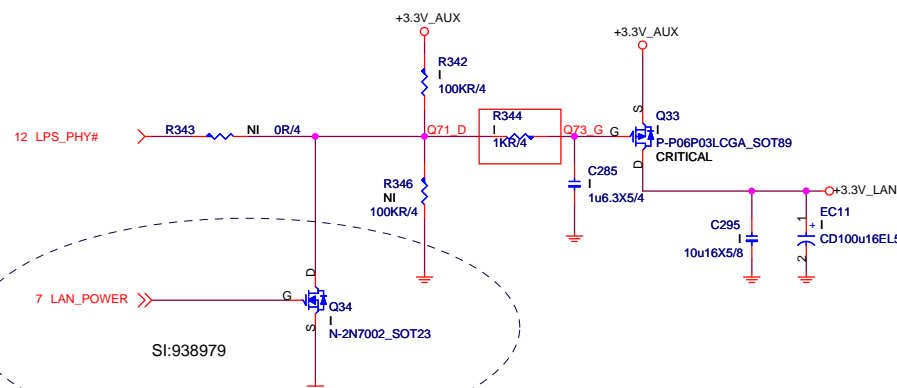 +3.3V_AUX
+3.3V_AUX
R342
I
100KR/4
12 LPS_PHY#
R343
NI
0R/4
Q71_D
R344
I
1KR/4
Q73_G
G
S
D
Q33
I
P-P06P03LCGA_SOT89
CRITICAL
R346
NI
100KR/4
C285
I
1u6.3X5/4
+3.3V_LAN
C295
I
10u16X5/8
1
+
2
EC11
I
CD100u16EL5
7 LAN_POWER
G
D
S
Q34
I
N-2N7002_SOT23
SI:938979